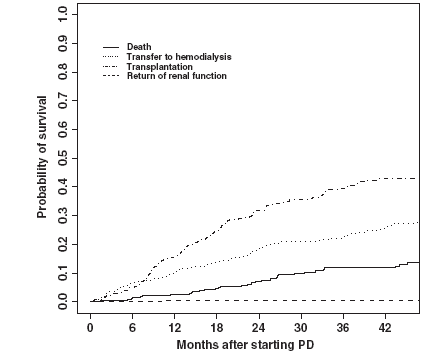 1.0
0.9
0.8
0.7
0.6
0.5
0.4
0.3
0.2
0.1
0.0
Probability of survival
Death
Transfer to hemodialysis
Transplantation
Return of renal function
0 6 12 18 24 30 36 42
Months after starting PD